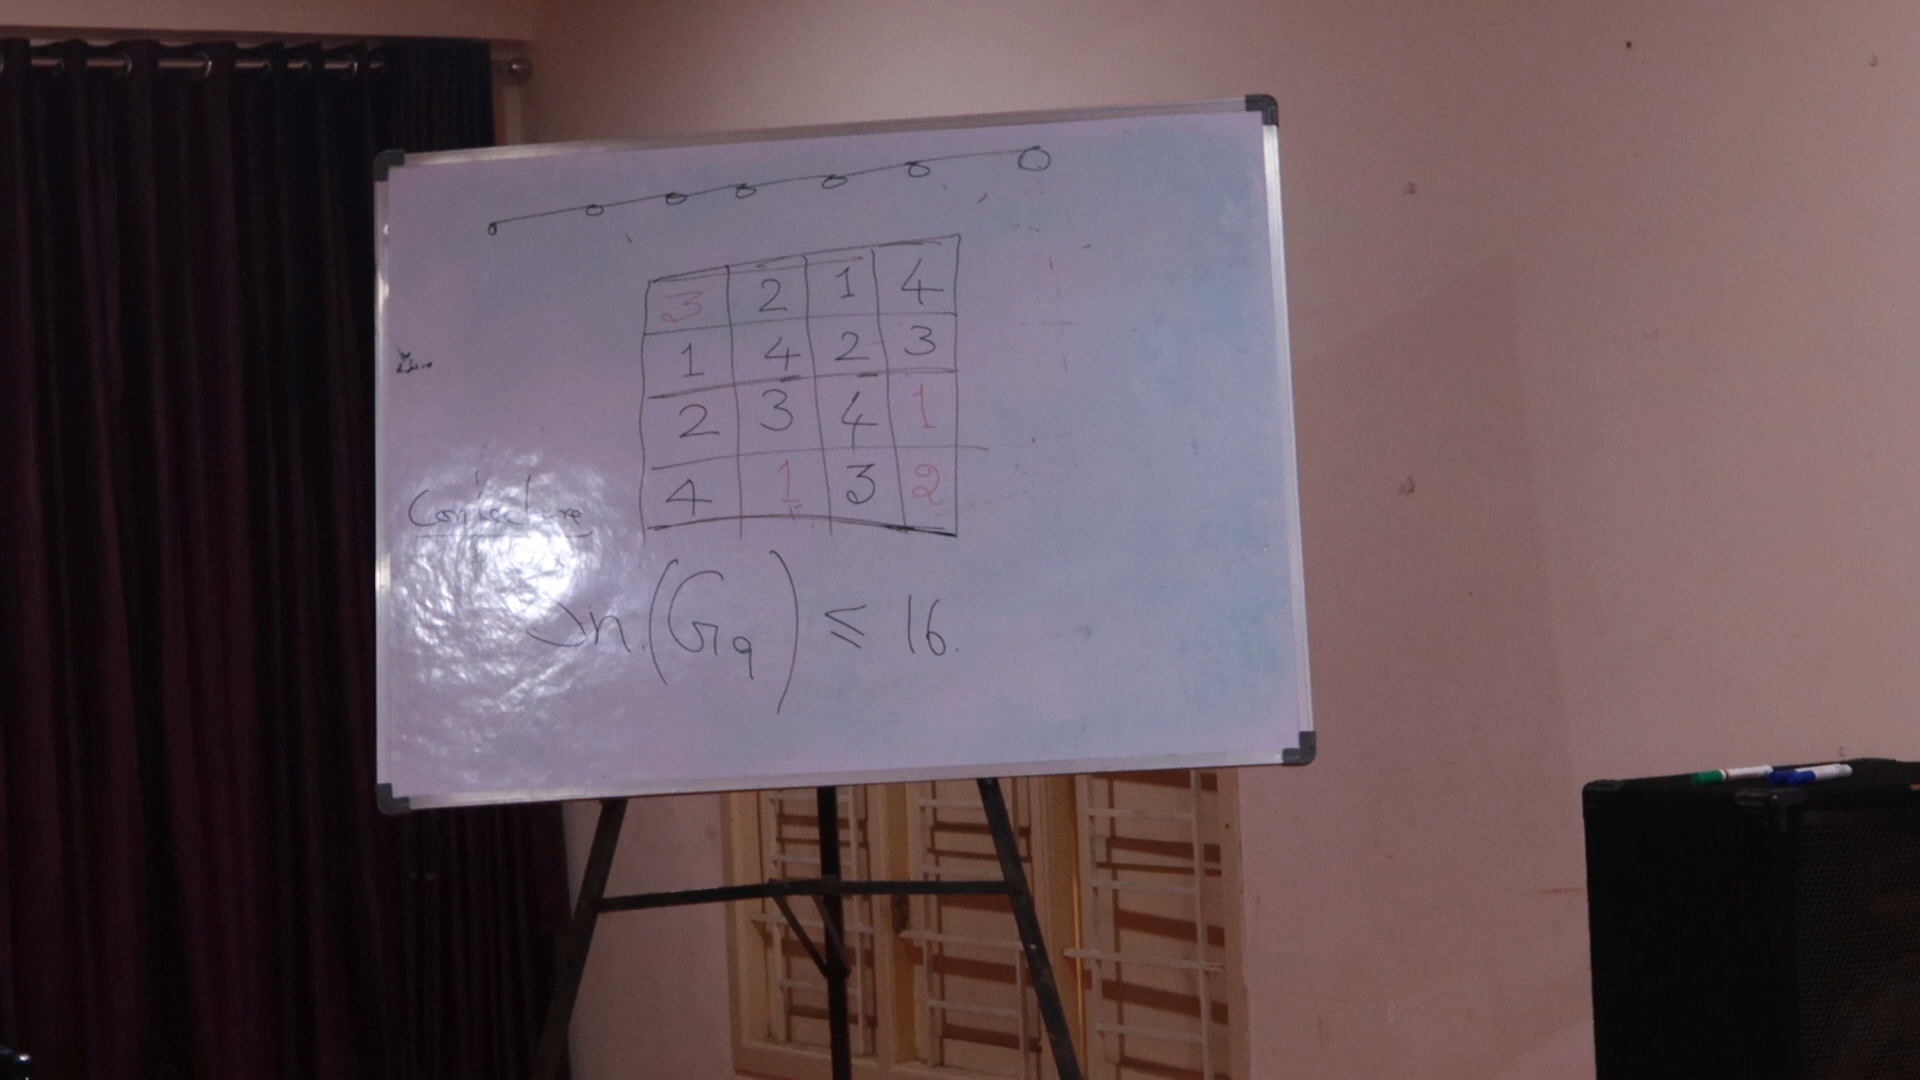 3 2 1 4
1 4 2 3
2 3 4 1
4 1 3 2
Conjecture
n(G9) ≤ 16.